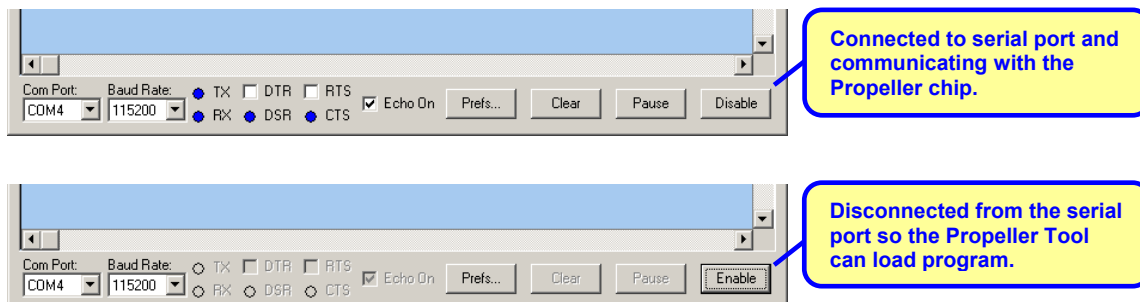 Connected to serial port and
communicating with the
Propeller chip.
Com Port: Baud Rate: TX DTR RTS
COM4 115200 RX DSR CTS Echo On Prefs... Clear Pause Disable
Disconnected from the serial
port so the Propeller Tool
can load program.
Com Port: Baud Rate: TX DTR RTS
COM4 115200 RX DSR CTS Echo On Prefs... Clear Pause Enable